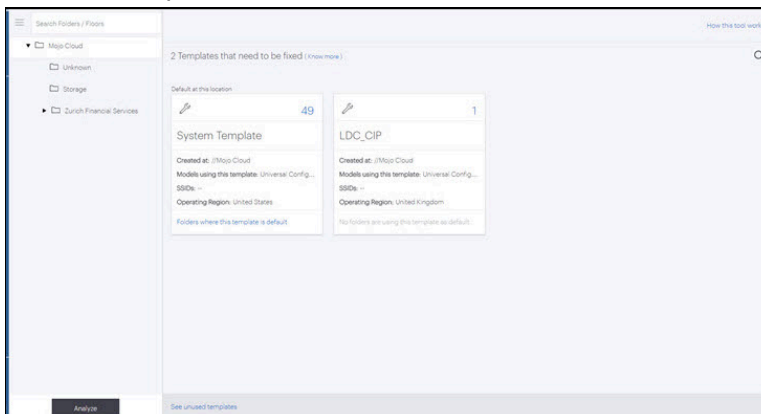 Search Folders / Floors
How this tool work
Mojo Cloud
2 Templates that need to be fixed ( Know more )
Unknown
Storage
Default at this location
Zurich Financial Services
49
1
System Template
LDC_CIP
Created at: //Mojo Cloud
Created at: //Mojo Cloud
Models using this template: Universal Config...
Models using this template: Universal Config...
SSIDs: --
SSIDs: --
Operating Region: United States
Operating Region: United Kingdom
Folders where this template is default.
No folders are using this template as default.
Analyze
See unused templates